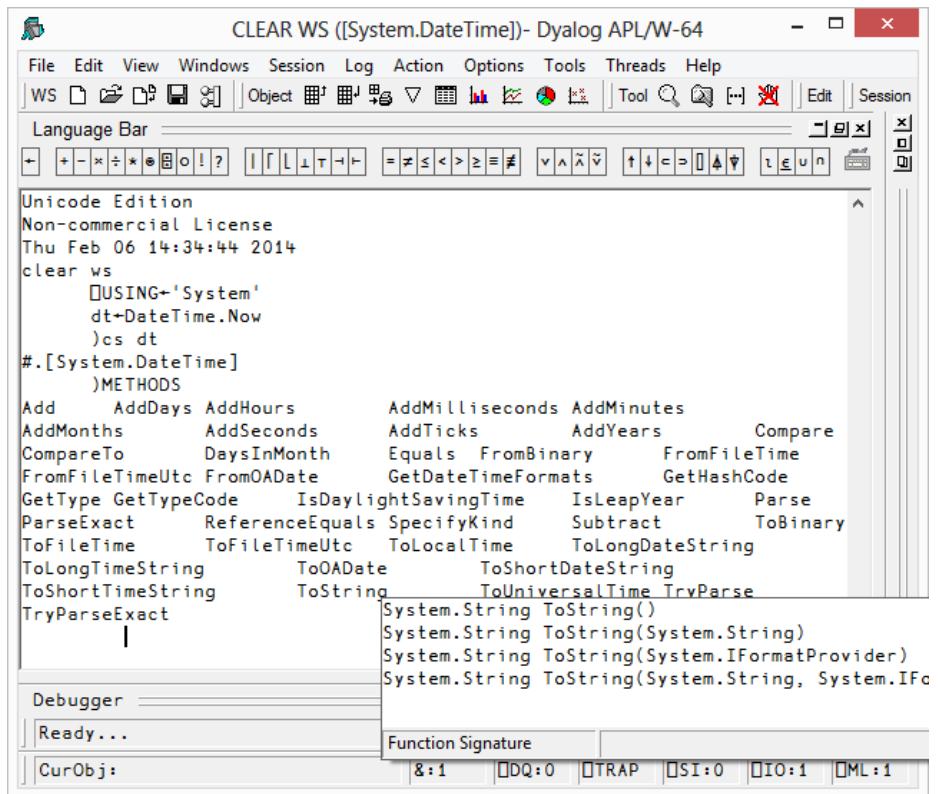 CLEAR WS ([System.DateTime])- Dyalog APL/W-64
File Edit View Windows Session Log Action Options Tools Threads Help
WS Object Tool Edit Session
Language Bar
← + - × ÷ * ⍟ ⌹ ○ ! ? | ⌈ ⌊ ⊥ ⊤ ⊣ ⊢ = ≠ ≤ < > ≥ ≡ ≢ ∨ ∧ ⍲ ⍱ ↑ ↓ ⊂ ⊃ ⌷ ⍋ ⍒ ⍳ ⍷ ∪ ∩
Unicode Edition
Non-commercial License
Thu Feb 06 14:34:44 2014
clear ws
⎕USING←'System'
dt←DateTime.Now
)cs dt
#.[System.DateTime]
)METHODS
Add AddDays AddHours AddMilliseconds AddMinutes
AddMonths AddSeconds AddTicks AddYears Compare
CompareTo DaysInMonth Equals FromBinary FromFileTime
FromFileTimeUtc FromOADate GetDateTimeFormats GetHashCode
GetType GetTypeCode IsDaylightSavingTime IsLeapYear Parse
ParseExact ReferenceEquals SpecifyKind Subtract ToBinary
ToFileTime ToFileTimeUtc ToLocalTime ToLongDateString
ToLongTimeString ToOADate ToShortDateString
ToShortTimeString ToString ToUniversalTime TryParse
TryParseExact
System.String ToString()
System.String ToString(System.String)
System.String ToString(System.IFormatProvider)
System.String ToString(System.String, System.IFo
Function Signature
Debugger
Ready...
CurObj: &:1 ⎕DQ:0 ⎕TRAP ⎕SI:0 ⎕IO:1 ⎕ML:1